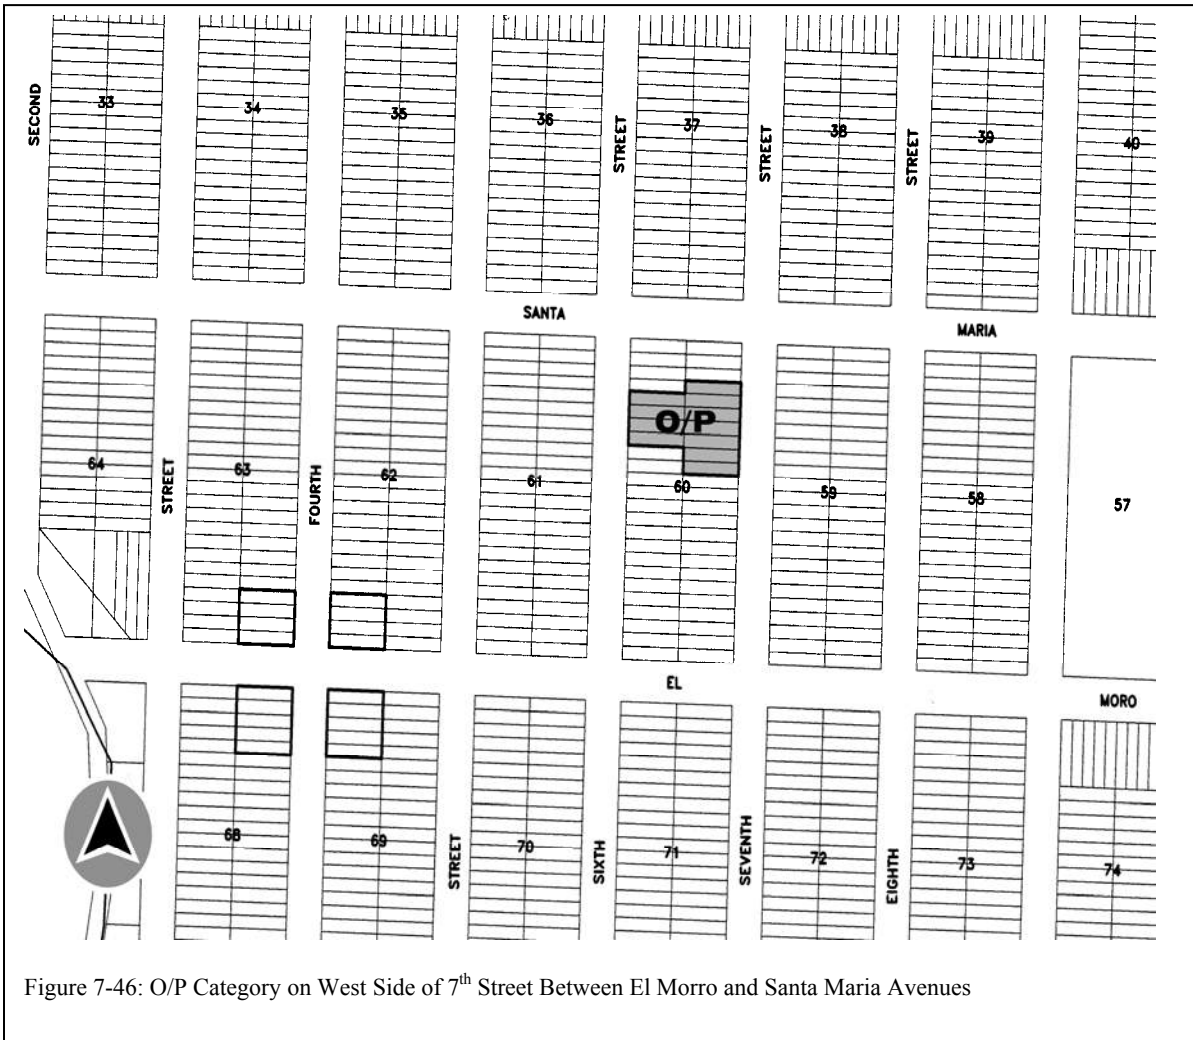 SECOND
33
34
35
36
STREET
37
STREET
38
STREET
39
40
SANTA
MARIA
64
STREET
63
FOURTH
62
61
O/P
60
59
58
57
EL
MORO
68
69
STREET
70
SIXTH
71
SEVENTH
72
EIGHTH
73
74
Figure 7-46: O/P Category on West Side of 7th Street Between El Morro and Santa Maria Avenues